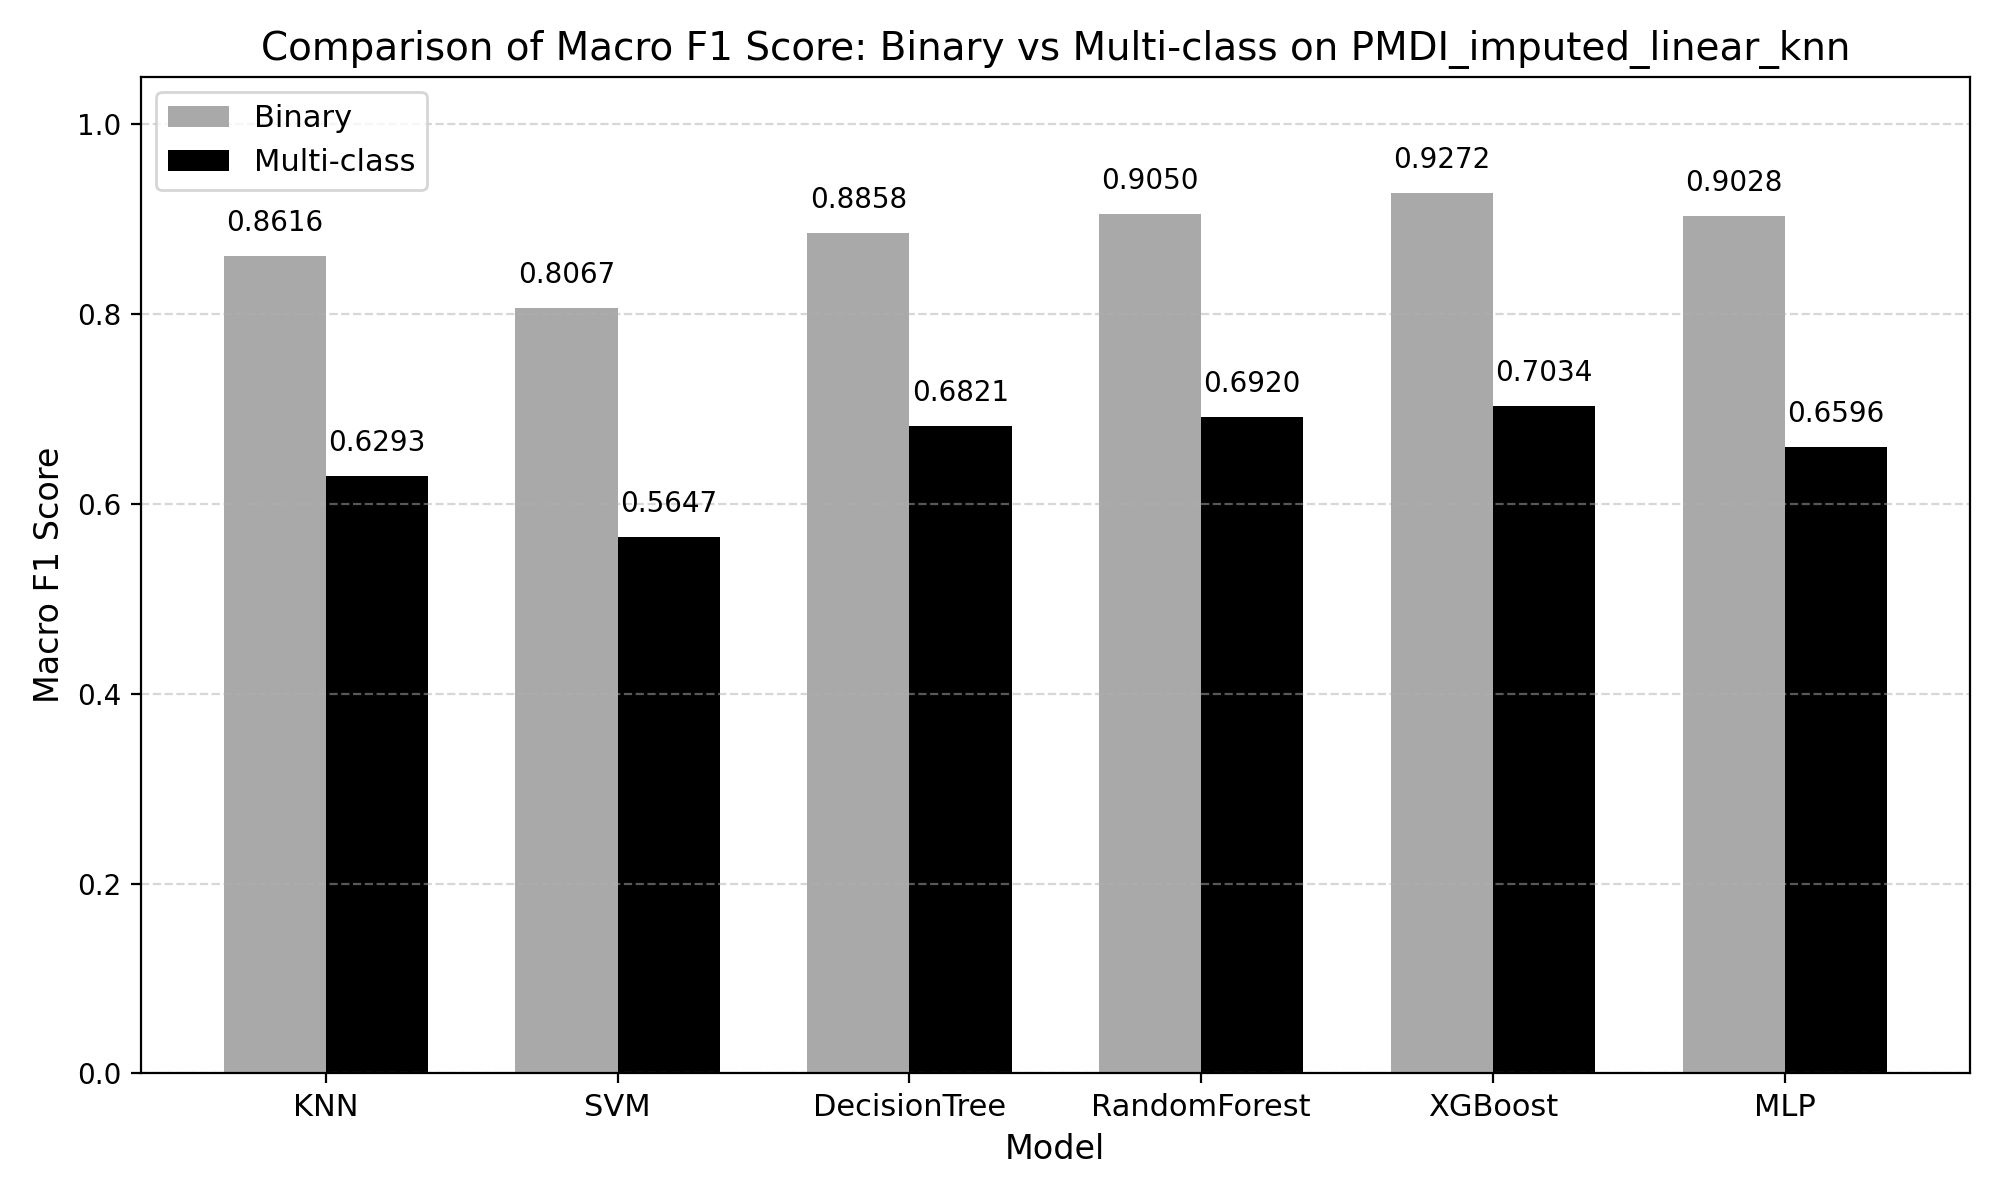 Comparison of Macro F1 Score: Binary vs Multi-class on PMDI_imputed_linear_knn
Binary
Multi-class
Macro F1 Score
1.0
0.8
0.6
0.4
0.2
0.0
0.8616
0.6293
0.8067
0.5647
0.8858
0.6821
0.9050
0.6920
0.9272
0.7034
0.9028
0.6596
KNN
SVM
DecisionTree
RandomForest
XGBoost
MLP
Model